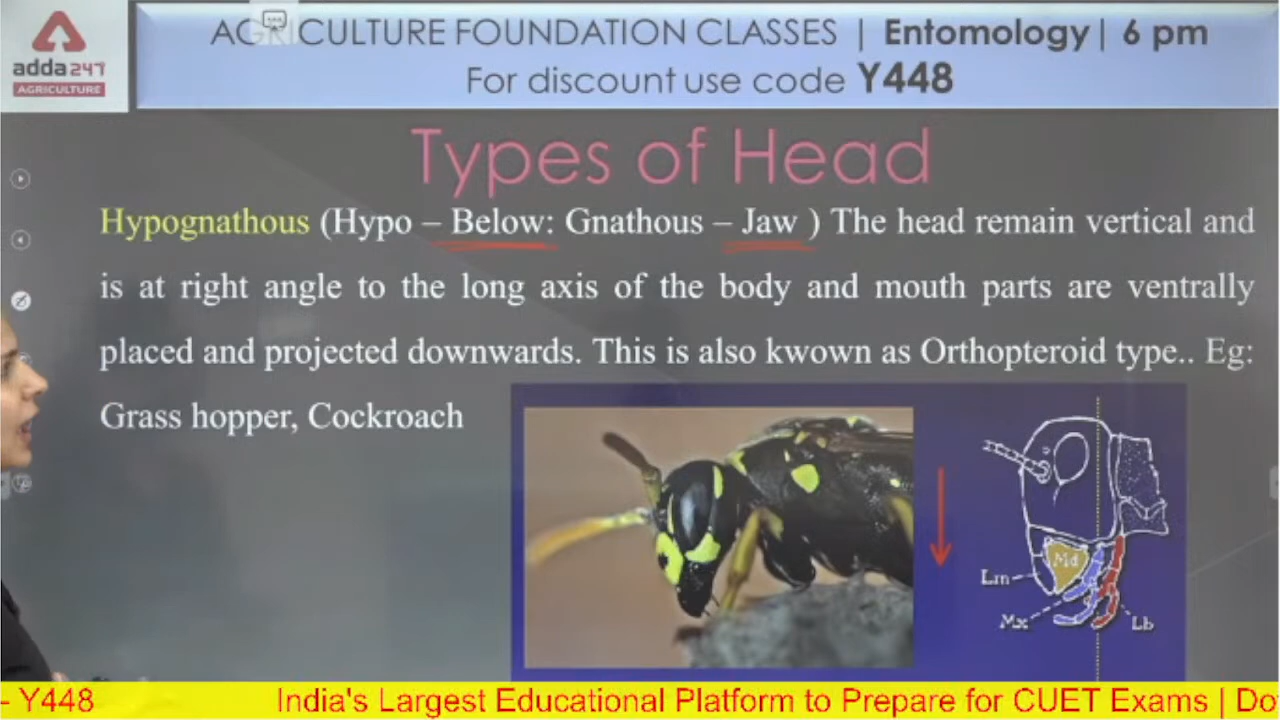 adda247
AGRICULTURE
AGRICULTURE FOUNDATION CLASSES | Entomology | 6 pm
For discount use code Y448
Types of Head
Hypognathous (Hypo – Below: Gnathous – Jaw ) The head remain vertical and
is at right angle to the long axis of the body and mouth parts are ventrally
placed and projected downwards. This is also kwown as Orthopteroid type.. Eg:
Grass hopper, Cockroach
Md
Lm
Mx
Lb
- Y448 India's Largest Educational Platform to Prepare for CUET Exams | Do